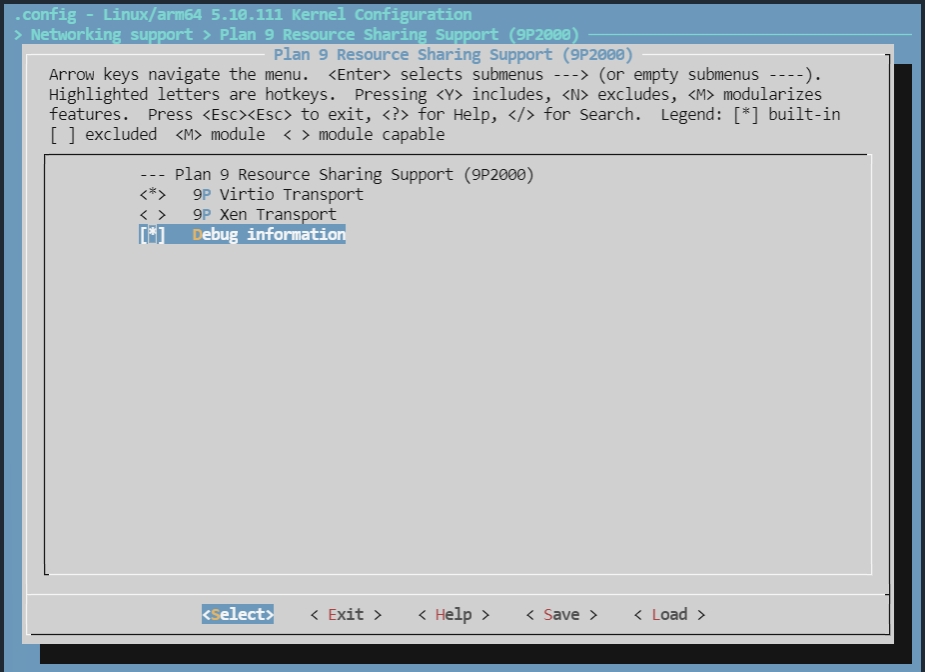 .config - Linux/arm64 5.10.111 Kernel Configuration
> Networking support > Plan 9 Resource Sharing Support (9P2000)
Plan 9 Resource Sharing Support (9P2000)
Arrow keys navigate the menu.  <Enter> selects submenus ---> (or empty submenus ----).
Highlighted letters are hotkeys.  Pressing <Y> includes, <N> excludes, <M> modularizes
features.  Press <Esc><Esc> to exit, <?> for Help, </> for Search.  Legend: [*] built-in
[ ] excluded  <M> module  < > module capable
--- Plan 9 Resource Sharing Support (9P2000)
<*>   9P Virtio Transport
< >   9P Xen Transport
[*]   Debug information
<Select>    < Exit >    < Help >    < Save >    < Load >